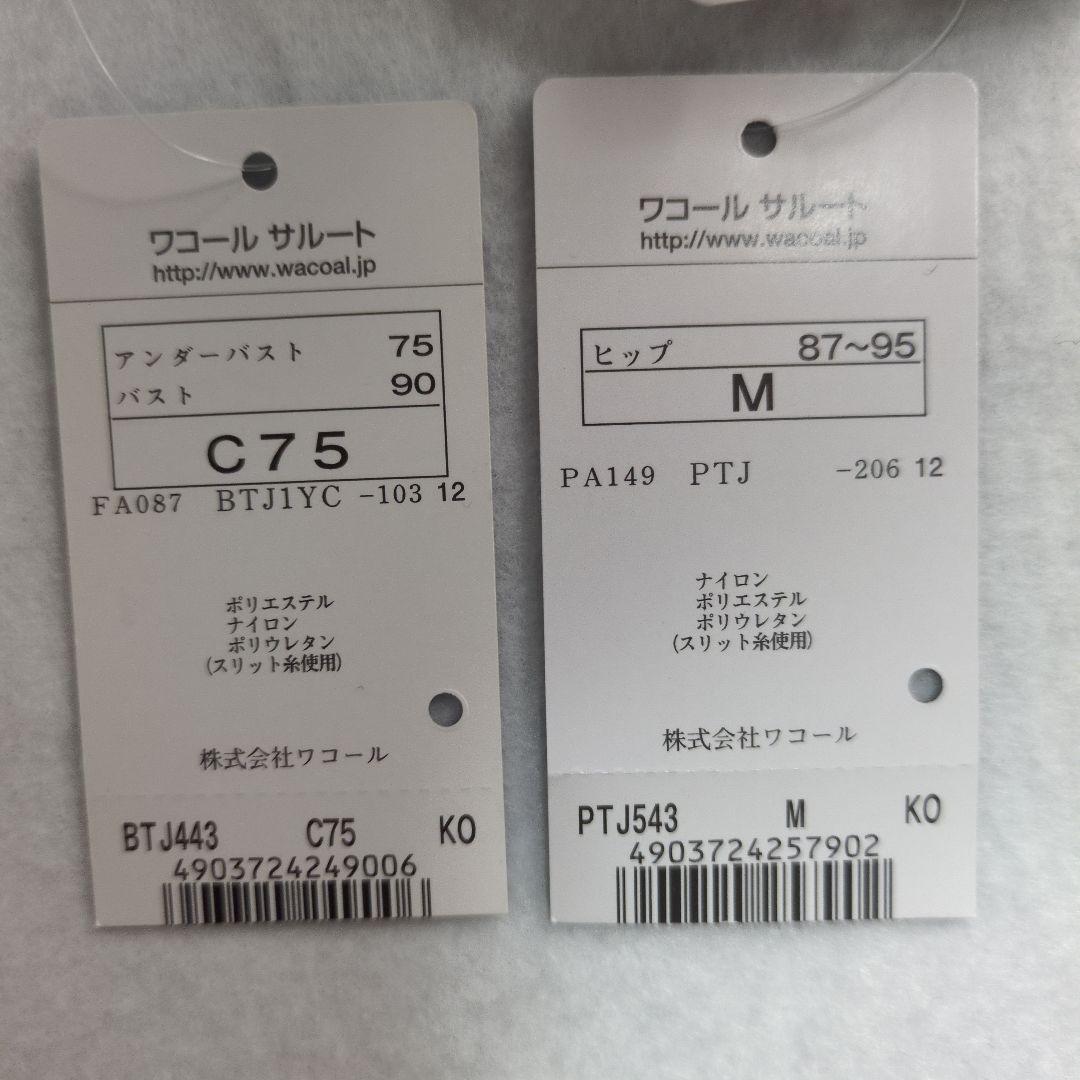 ワコール サルート
http://www.wacoal.jp
アンダーバスト 75
バスト 90
C75
FA087 BTJ1YC -103 12
ポリエステル
ナイロン
ポリウレタン
(スリット糸使用)
株式会社ワコール
BTJ443 C75 KO
4903724249006
ワコール サルート
http://www.wacoal.jp
ヒップ 87~95
M
PA149 PTJ -206 12
ナイロン
ポリエステル
ポリウレタン
(スリット糸使用)
株式会社ワコール
PTJ543 M KO
4903724257902